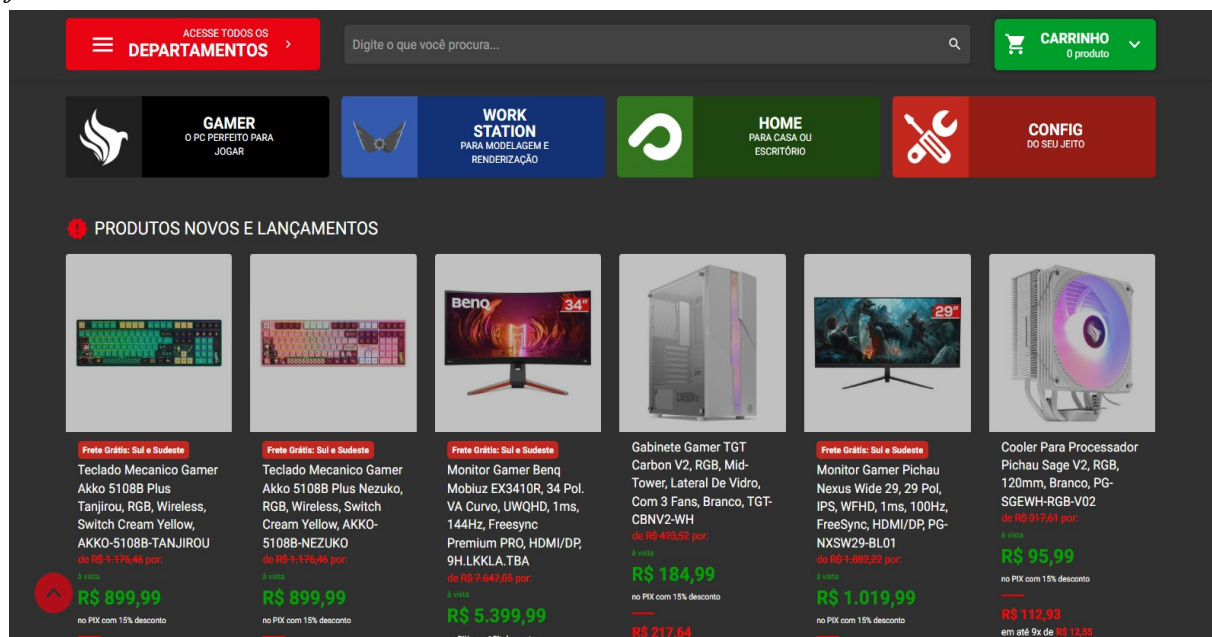 ACESSE TODOS OS
DEPARTAMENTOS
Digite o que você procura...
CARRINHO
0 produto
GAMER
O PC PERFEITO PARA
JOGAR
WORK
STATION
PARA MODELAGEM E
RENDERIZAÇÃO
HOME
PARA CASA OU
ESCRITÓRIO
CONFIG
DO SEU JEITO
PRODUTOS NOVOS E LANÇAMENTOS
Frete Grátis: Sul e Sudeste
Teclado Mecanico Gamer
Akko 5108B Plus
Tanjirou, RGB, Wireless,
Switch Cream Yellow,
AKKO-5108B-TANJIROU
de R$ 1.176,46 por:
à vista
R$ 899,99
no PIX com 15% desconto
Frete Grátis: Sul e Sudeste
Teclado Mecanico Gamer
Akko 5108B Plus Nezuko,
RGB, Wireless, Switch
Cream Yellow, AKKO-
5108B-NEZUKO
de R$ 1.176,46 por:
à vista
R$ 899,99
no PIX com 15% desconto
BenQ
34"
Frete Grátis: Sul e Sudeste
Monitor Gamer Benq
Mobiuz EX3410R, 34 Pol.
VA Curvo, UWQHD, 1ms,
144Hz, Freesync
Premium PRO, HDMI/DP,
9H.LKKLA.TBA
de R$ 7.647,05 por:
à vista
R$ 5.399,99
CARBON
Gabinete Gamer TGT
Carbon V2, RGB, Mid-
Tower, Lateral De Vidro,
Com 3 Fans, Branco, TGT-
CBNV2-WH
de R$ 423,52 por:
à vista
R$ 184,99
no PIX com 15% desconto
R$ 217,64
29"
Frete Grátis: Sul e Sudeste
Monitor Gamer Pichau
Nexus Wide 29, 29 Pol,
IPS, WFHD, 1ms, 100Hz,
FreeSync, HDMI/DP, PG-
NXSW29-BL01
de R$ 1.882,22 por:
à vista
R$ 1.019,99
no PIX com 15% desconto
Cooler Para Processador
Pichau Sage V2, RGB,
120mm, Branco, PG-
SGEWH-RGB-V02
de R$ 317,61 por:
à vista
R$ 95,99
no PIX com 15% desconto
R$ 112,93
em até 9x de R$ 12,55